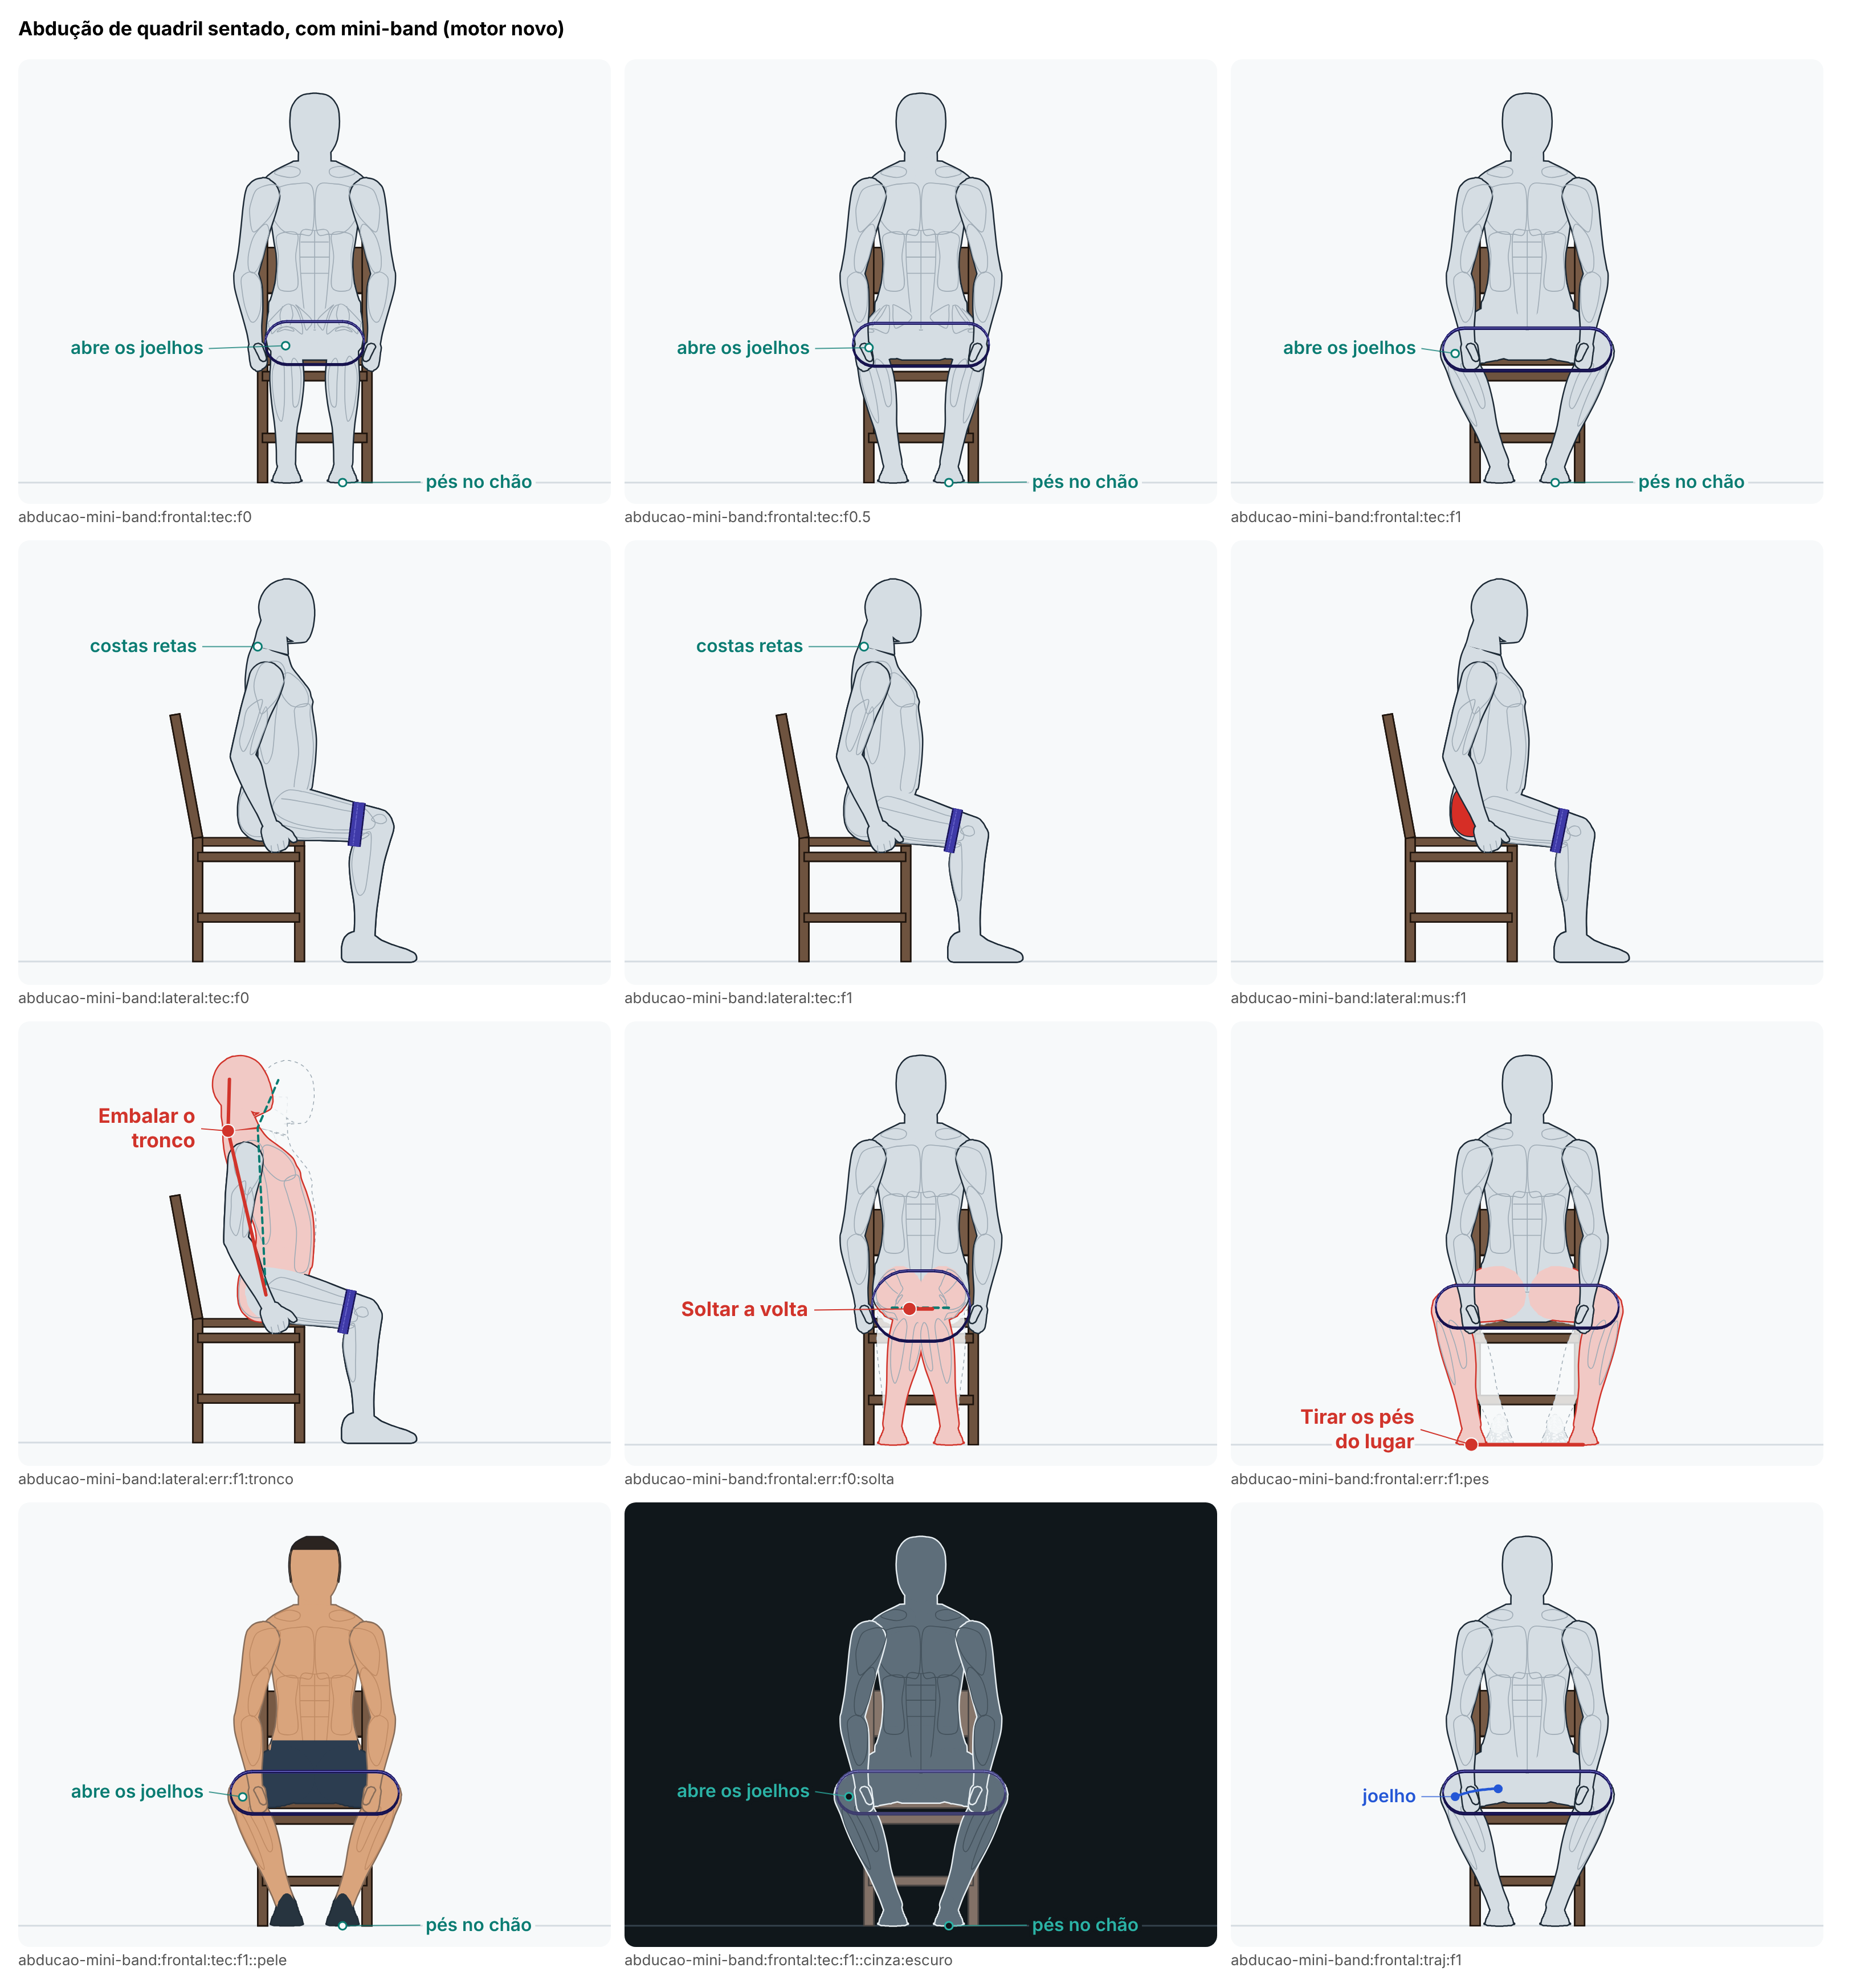 Abdução de quadril sentado, com mini-band (motor novo)
abre os joelhos
pés no chão
abducao-mini-band:frontal:tec:f0
abre os joelhos
pés no chão
abducao-mini-band:frontal:tec:f0.5
abre os joelhos
pés no chão
abducao-mini-band:frontal:tec:f1
costas retas
abducao-mini-band:lateral:tec:f0
costas retas
abducao-mini-band:lateral:tec:f1
abducao-mini-band:lateral:mus:f1
Embalar o
tronco
abducao-mini-band:lateral:err:f1:tronco
Soltar a volta
abducao-mini-band:frontal:err:f0:solta
Tirar os pés
do lugar
abducao-mini-band:frontal:err:f1:pes
abre os joelhos
pés no chão
abducao-mini-band:frontal:tec:f1::pele
abre os joelhos
pés no chão
abducao-mini-band:frontal:tec:f1::cinza:escuro
joelho
abducao-mini-band:frontal:traj:f1